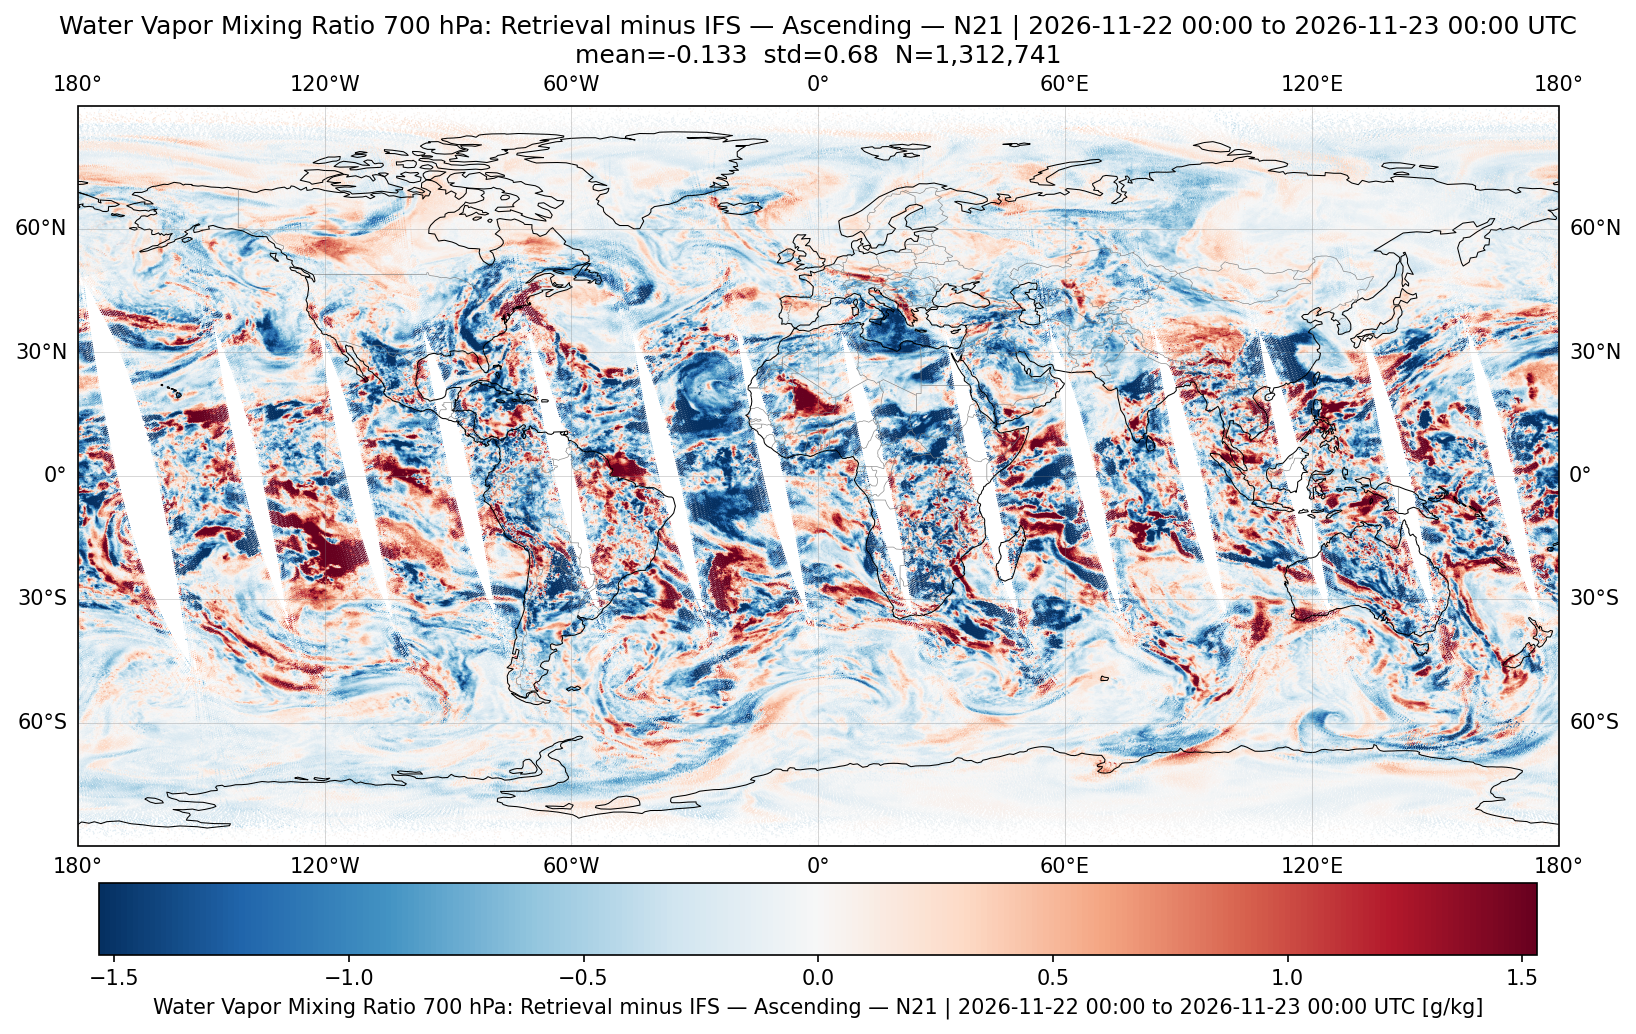 Water Vapor Mixing Ratio 700 hPa: Retrieval minus IFS — Ascending — N21 | 2026-11-22 00:00 to 2026-11-23 00:00 UTC
mean=-0.133  std=0.68  N=1,312,741
180° 120°W 60°W 0° 60°E 120°E 180°
60°N 60°N
30°N 30°N
0° 0°
30°S 30°S
60°S 60°S
180° 120°W 60°W 0° 60°E 120°E 180°
−1.5 −1.0 −0.5 0.0 0.5 1.0 1.5
Water Vapor Mixing Ratio 700 hPa: Retrieval minus IFS — Ascending — N21 | 2026-11-22 00:00 to 2026-11-23 00:00 UTC [g/kg]